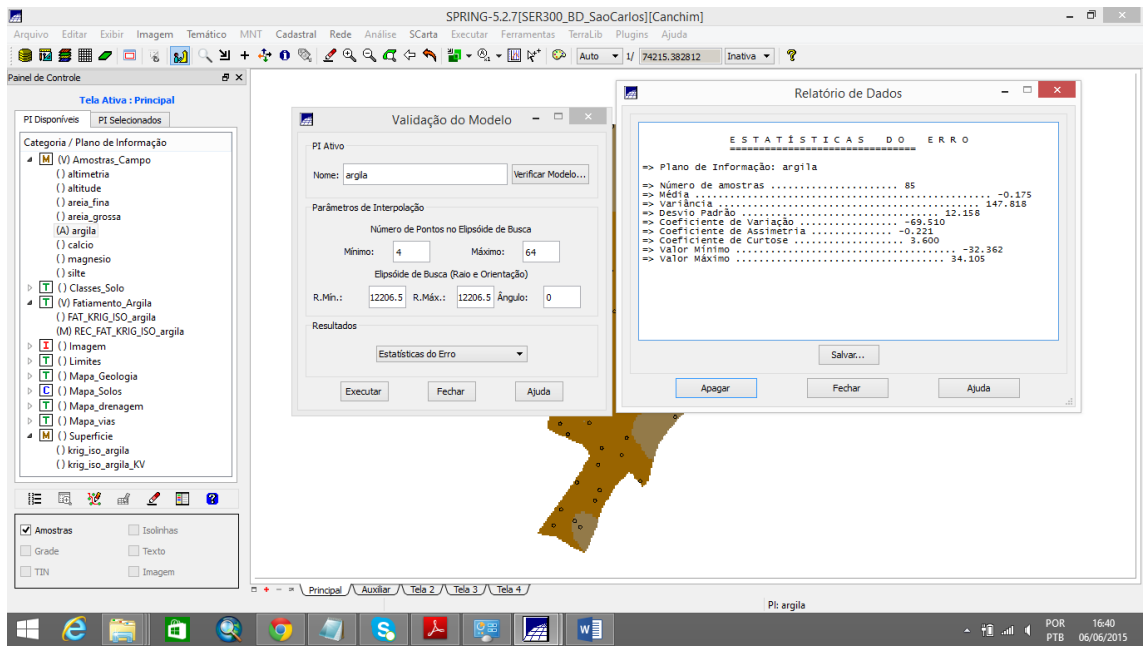 SPRING-5.2.7[SER300_BD_SaoCarlos][Canchim]
Arquivo Editar Exibir Imagem Temático MNT Cadastral Rede Análise SCarta Executar Ferramentas TerraLib Plugins Ajuda
Auto 1/ 74215.382812 Inativa
Painel de Controle
Tela Ativa : Principal
PI Disponíveis PI Selecionados
Categoria / Plano de Informação
M (V) Amostras_Campo
() altimetria
() altitude
() areia_fina
() areia_grossa
(A) argila
() calcio
() magnesio
() silte
T () Classes_Solo
T (V) Fatiamento_Argila
() FAT_KRIG_ISO_argila
(M) REC_FAT_KRIG_ISO_argila
I () Imagem
T () Limites
T () Mapa_Geologia
C () Mapa_Solos
T () Mapa_drenagem
T () Mapa_vias
M () Superficie
() krig_iso_argila
() krig_iso_argila_KV
Amostras Isolinhas
Grade Texto
TIN Imagem
Validação do Modelo
PI Ativo
Nome: argila Verificar Modelo...
Parâmetros de Interpolação
Número de Pontos no Elipsóide de Busca
Mínimo: 4 Máximo: 64
Elipsóide de Busca (Raio e Orientação)
R.Mín.: 12206.5 R.Máx.: 12206.5 Ângulo: 0
Resultados
Estatísticas do Erro
Executar Fechar Ajuda
Relatório de Dados
E S T A T Í S T I C A S D O E R R O
==================================
=> Plano de Informação: argila
=> Número de amostras ...................... 85
=> Média ......................................................... -0.175
=> Variância ............................................. 147.818
=> Desvio Padrão ................................... 12.158
=> Coeficiente de Variação ............... -69.510
=> Coeficiente de Assimetria .............. -0.221
=> Coeficiente de Curtose ................... 3.600
=> Valor Mínimo ...................................... -32.362
=> Valor Máximo .................................... 34.105
Salvar...
Apagar Fechar Ajuda
Principal Auxiliar Tela 2 Tela 3 Tela 4
PI: argila
POR 16:40
PTB 06/06/2015